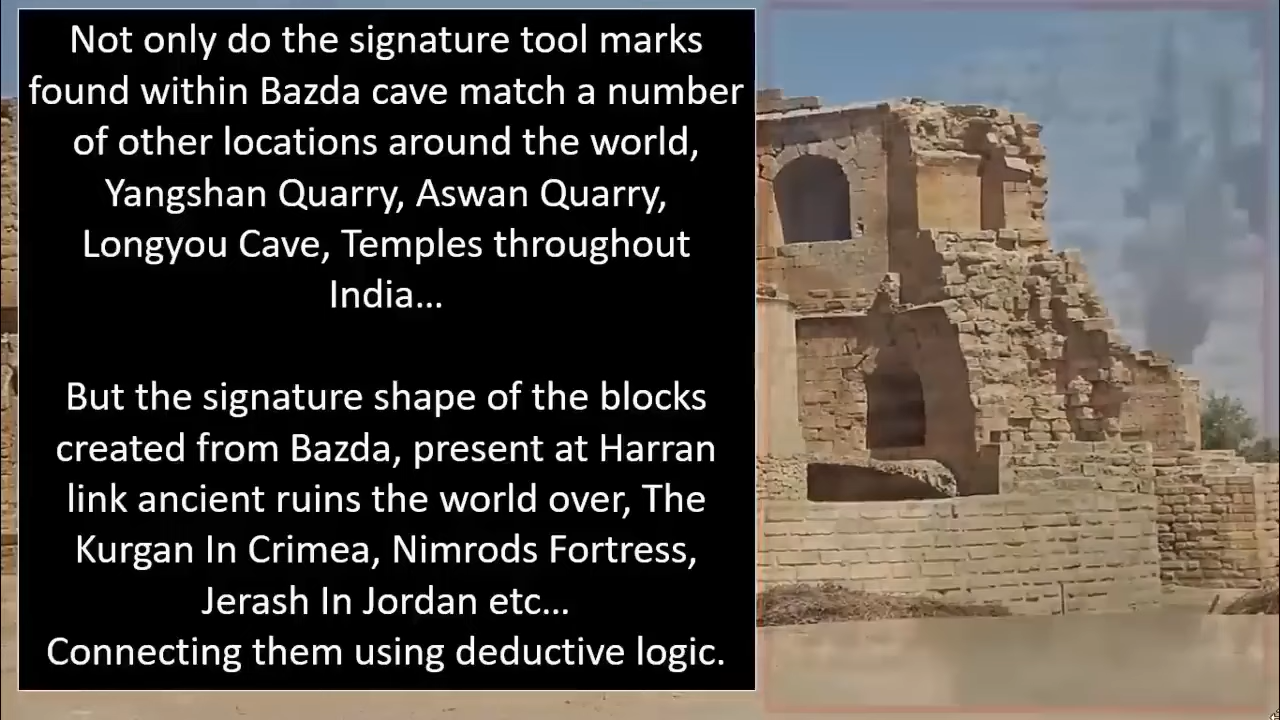 Not only do the signature tool marks
found within Bazda cave match a number
of other locations around the world,
Yangshan Quarry, Aswan Quarry,
Longyou Cave, Temples throughout
India...
But the signature shape of the blocks
created from Bazda, present at Harran
link ancient ruins the world over, The
Kurgan In Crimea, Nimrods Fortress,
Jerash In Jordan etc...
Connecting them using deductive logic.